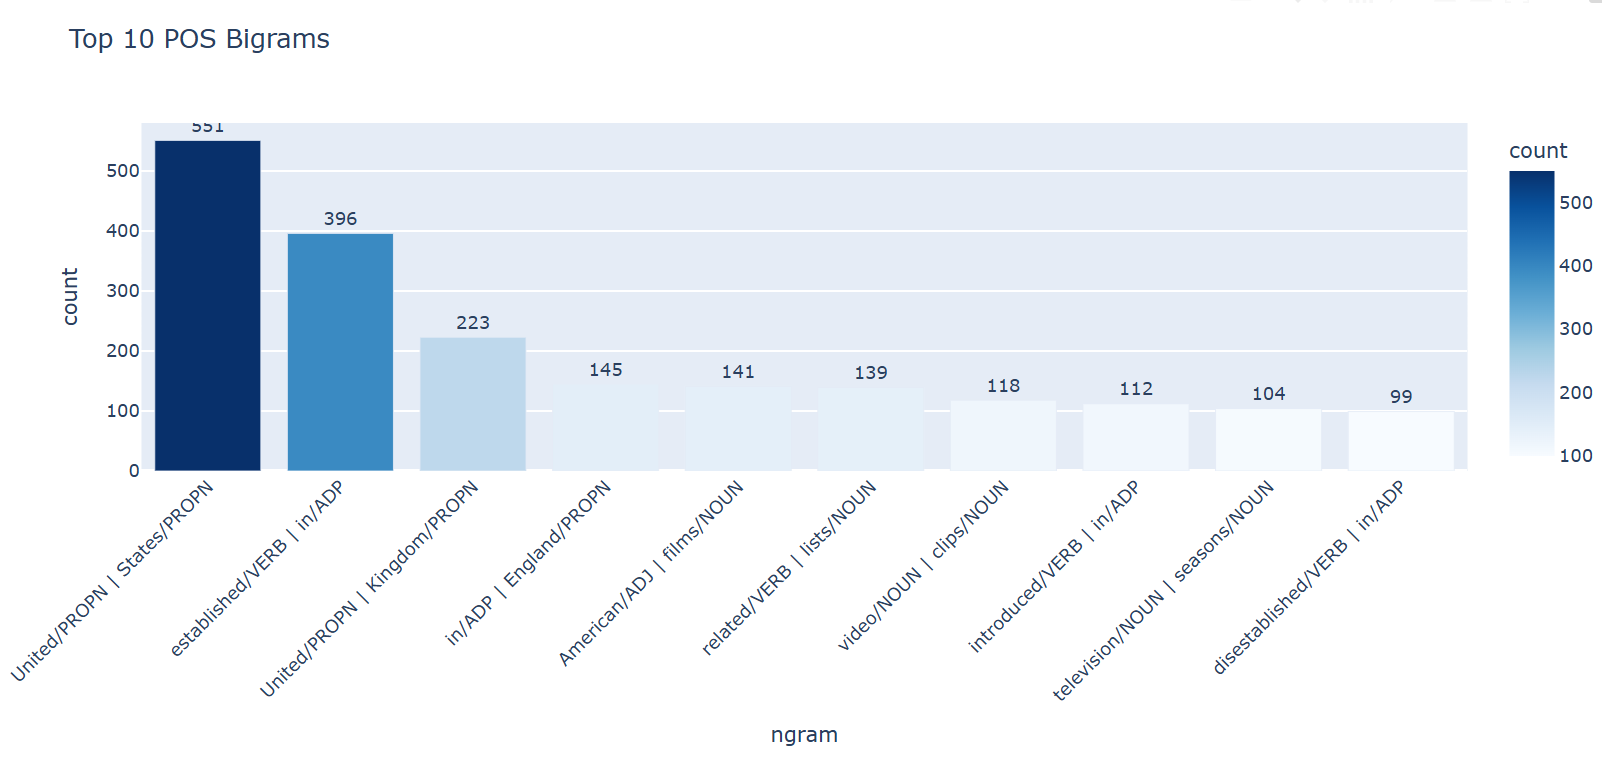 Top 10 POS Bigrams
count
500
400
300
200
100
0
551
396
223
145
141
139
118
112
104
99
United/PROPN | States/PROPN
established/VERB | in/ADP
United/PROPN | Kingdom/PROPN
in/ADP | England/PROPN
American/ADJ | films/NOUN
related/VERB | lists/NOUN
video/NOUN | clips/NOUN
introduced/VERB | in/ADP
television/NOUN | seasons/NOUN
disestablished/VERB | in/ADP
ngram
count
500
400
300
200
100